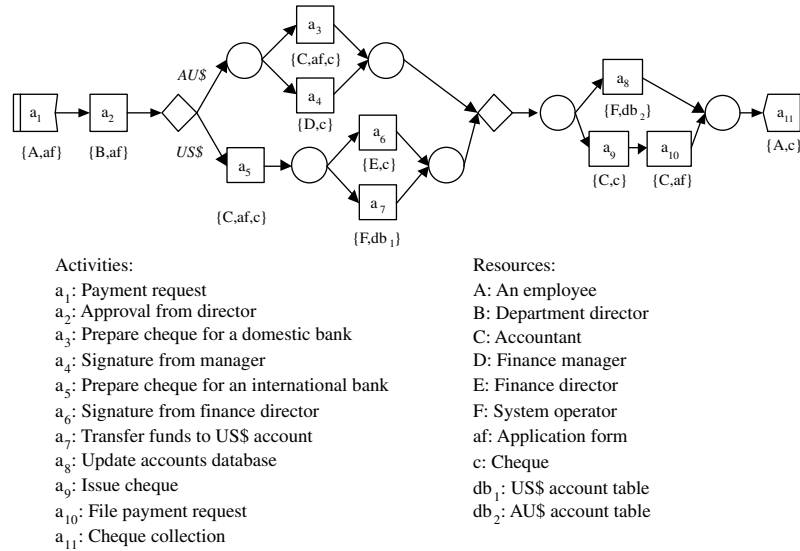 a3
{C,af,c}
AU$
a4
{D,c}
a1
{A,af}
a2
{B,af}
US$
a5
{C,af,c}
a6
{E,c}
a7
{F,db1}
a8
{F,db2}
a9
{C,c}
a10
{C,af}
a11
{A,c}
Activities:
a1: Payment request
a2: Approval from director
a3: Prepare cheque for a domestic bank
a4: Signature from manager
a5: Prepare cheque for an international bank
a6: Signature from finance director
a7: Transfer funds to US$ account
a8: Update accounts database
a9: Issue cheque
a10: File payment request
a11: Cheque collection
Resources:
A: An employee
B: Department director
C: Accountant
D: Finance manager
E: Finance director
F: System operator
af: Application form
c: Cheque
db1: US$ account table
db2: AU$ account table